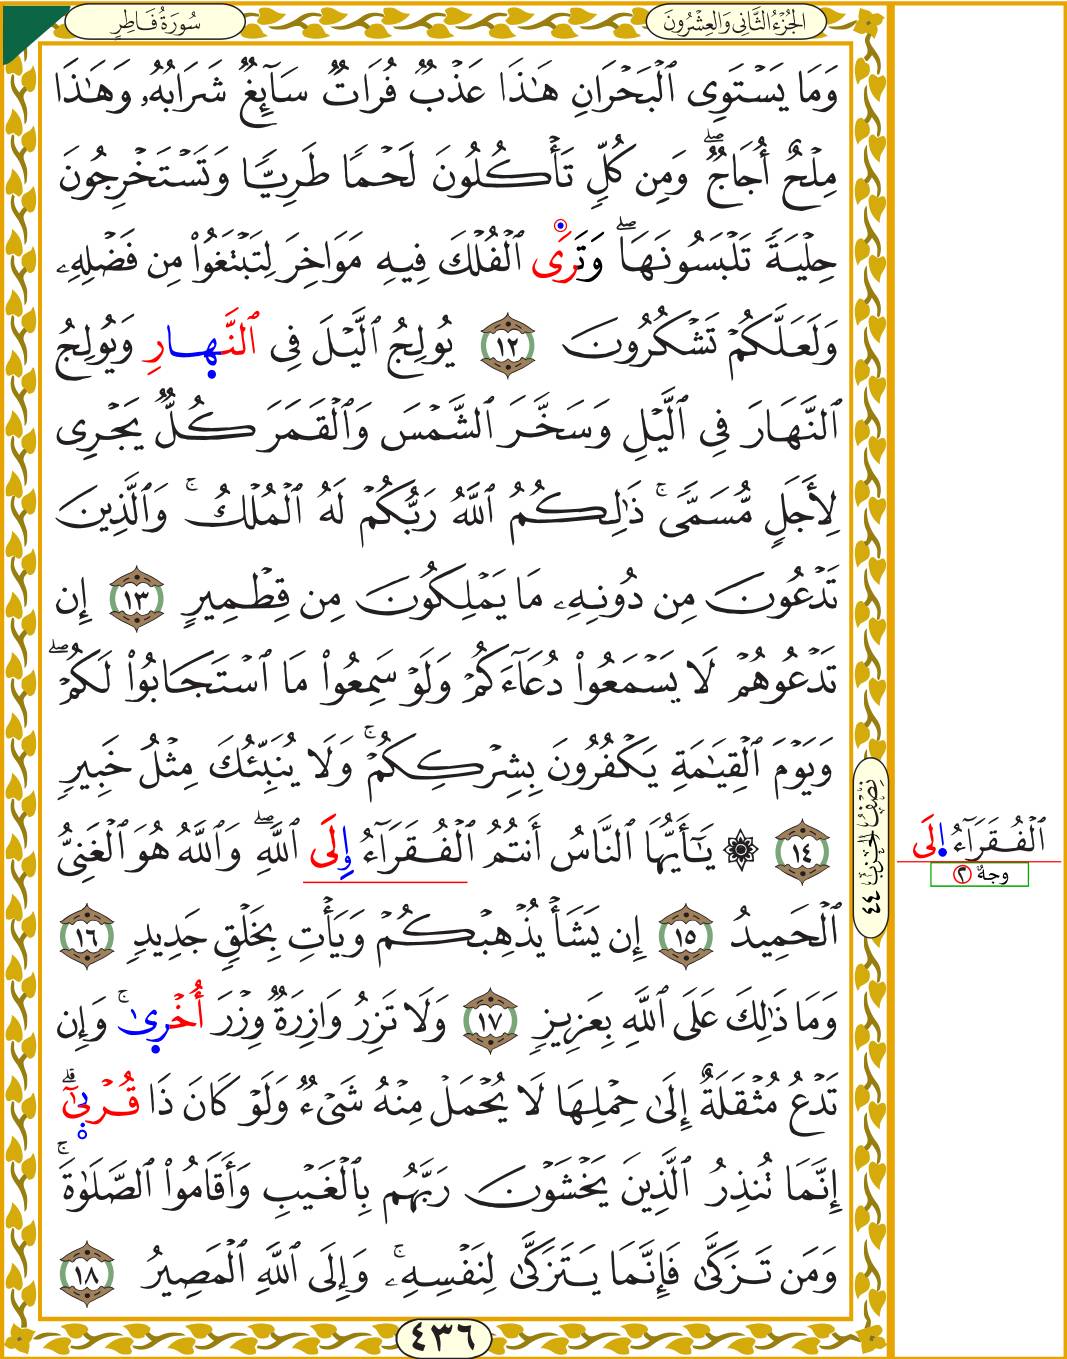 الجُزْءُ الثَّانِي وَالعِشْرُونَ
سُورَةُ فَاطِرٍ
وَمَا يَسْتَوِى ٱلْبَحْرَانِ هَٰذَا عَذْبٌ فُرَاتٌ سَآئِغٌ شَرَابُهُۥ وَهَٰذَا
مِلْحٌ أُجَاجٌ ۖ وَمِن كُلٍّ تَأْكُلُونَ لَحْمًا طَرِيًّا وَتَسْتَخْرِجُونَ
حِلْيَةً تَلْبَسُونَهَا ۖ وَتَرَى ٱلْفُلْكَ فِيهِ مَوَاخِرَ لِتَبْتَغُوا۟ مِن فَضْلِهِۦ
وَلَعَلَّكُمْ تَشْكُرُونَ ١٢ يُولِجُ ٱلَّيْلَ فِى ٱلنَّهِارِ وَيُولِجُ
ٱلنَّهَارَ فِى ٱلَّيْلِ وَسَخَّرَ ٱلشَّمْسَ وَٱلْقَمَرَ كُلٌّ يَجْرِى
لِأَجَلٍ مُّسَمًّى ۚ ذَٰلِكُمُ ٱللَّهُ رَبُّكُمْ لَهُ ٱلْمُلْكُ ۚ وَٱلَّذِينَ
تَدْعُونَ مِن دُونِهِۦ مَا يَمْلِكُونَ مِن قِطْمِيرٍ ١٣ إِن
تَدْعُوهُمْ لَا يَسْمَعُوا۟ دُعَآءَكُمْ وَلَوْ سَمِعُوا۟ مَا ٱسْتَجَابُوا۟ لَكُمْ ۖ
وَيَوْمَ ٱلْقِيَٰمَةِ يَكْفُرُونَ بِشِرْكِكُمْ ۚ وَلَا يُنَبِّئُكَ مِثْلُ خَبِيرٍ
١٤ ۞ يَٰٓأَيُّهَا ٱلنَّاسُ أَنتُمُ ٱلْفُقَرَآءُ إِلَى ٱللَّهِ ۖ وَٱللَّهُ هُوَ ٱلْغَنِىُّ
ٱلْحَمِيدُ ١٥ إِن يَشَأْ يُذْهِبْكُمْ وَيَأْتِ بِخَلْقٍ جَدِيدٍ ١٦
وَمَا ذَٰلِكَ عَلَى ٱللَّهِ بِعَزِيزٍ ١٧ وَلَا تَزِرُ وَازِرَةٌ وِزْرَ أُخْرِىٰ ۚ وَإِن
تَدْعُ مُثْقَلَةٌ إِلَىٰ حِمْلِهَا لَا يُحْمَلْ مِنْهُ شَىْءٌ وَلَوْ كَانَ ذَا قُرْبِىٰٓ ۗ
إِنَّمَا تُنذِرُ ٱلَّذِينَ يَخْشَوْنَ رَبَّهُم بِٱلْغَيْبِ وَأَقَامُوا۟ ٱلصَّلَوٰةَ ۚ
وَمَن تَزَكَّىٰ فَإِنَّمَا يَتَزَكَّىٰ لِنَفْسِهِۦ ۚ وَإِلَى ٱللَّهِ ٱلْمَصِيرُ ١٨
٤٣٦
نِصْفُ الحِزْبِ ٤٤
ٱلْفُقَرَآءُ اِلَى
وجهٌ ٢